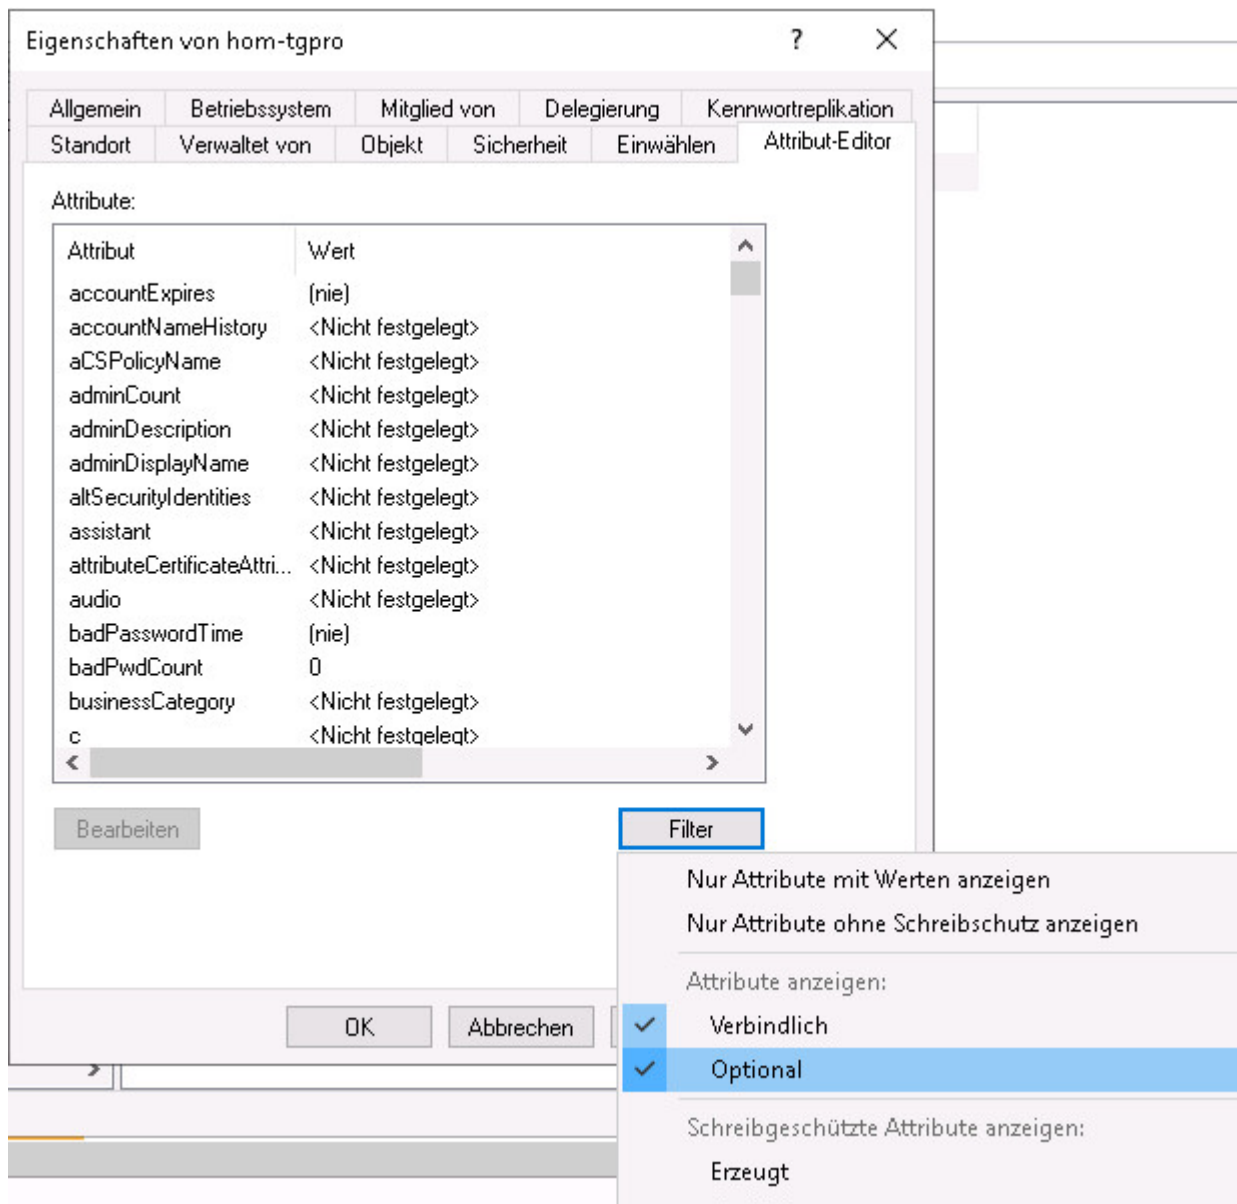 Eigenschaften von hom-tgpro ?
Allgemein Betriebssystem Mitglied von Delegierung Kennwortreplikation
Standort Verwaltet von Objekt Sicherheit Einwählen Attribut-Editor
Attribute:
Attribut Wert
accountExpires (nie)
accountNameHistory <Nicht festgelegt>
aCSPolicyName <Nicht festgelegt>
adminCount <Nicht festgelegt>
adminDescription <Nicht festgelegt>
adminDisplayName <Nicht festgelegt>
altSecurityIdentities <Nicht festgelegt>
assistant <Nicht festgelegt>
attributeCertificateAttri... <Nicht festgelegt>
audio <Nicht festgelegt>
badPasswordTime (nie)
badPwdCount 0
businessCategory <Nicht festgelegt>
c <Nicht festgelegt>
Bearbeiten Filter
Nur Attribute mit Werten anzeigen
Nur Attribute ohne Schreibschutz anzeigen
Attribute anzeigen:
OK Abbrechen Verbindlich
Optional
Schreibgeschützte Attribute anzeigen:
Erzeugt